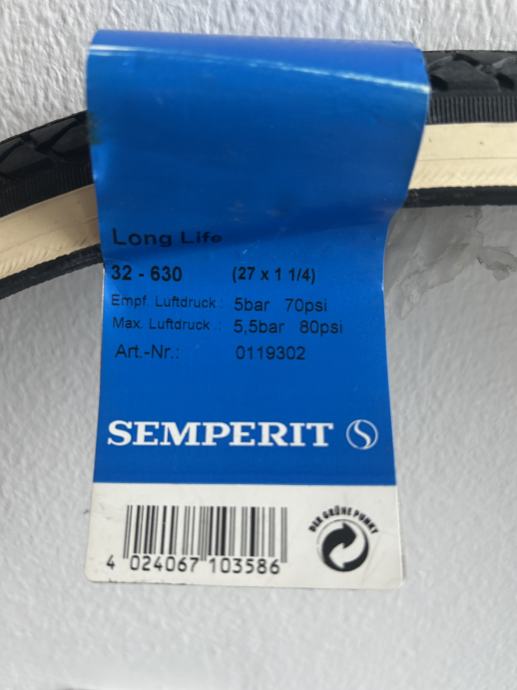 Long Life
32 - 630 (27 x 1 1/4)
Empf. Luftdruck : 5bar 70psi
Max. Luftdruck : 5,5bar 80psi
Art.-Nr.: 0119302
SEMPERIT
DER GRÜNE PUNKT
4 024067 103586